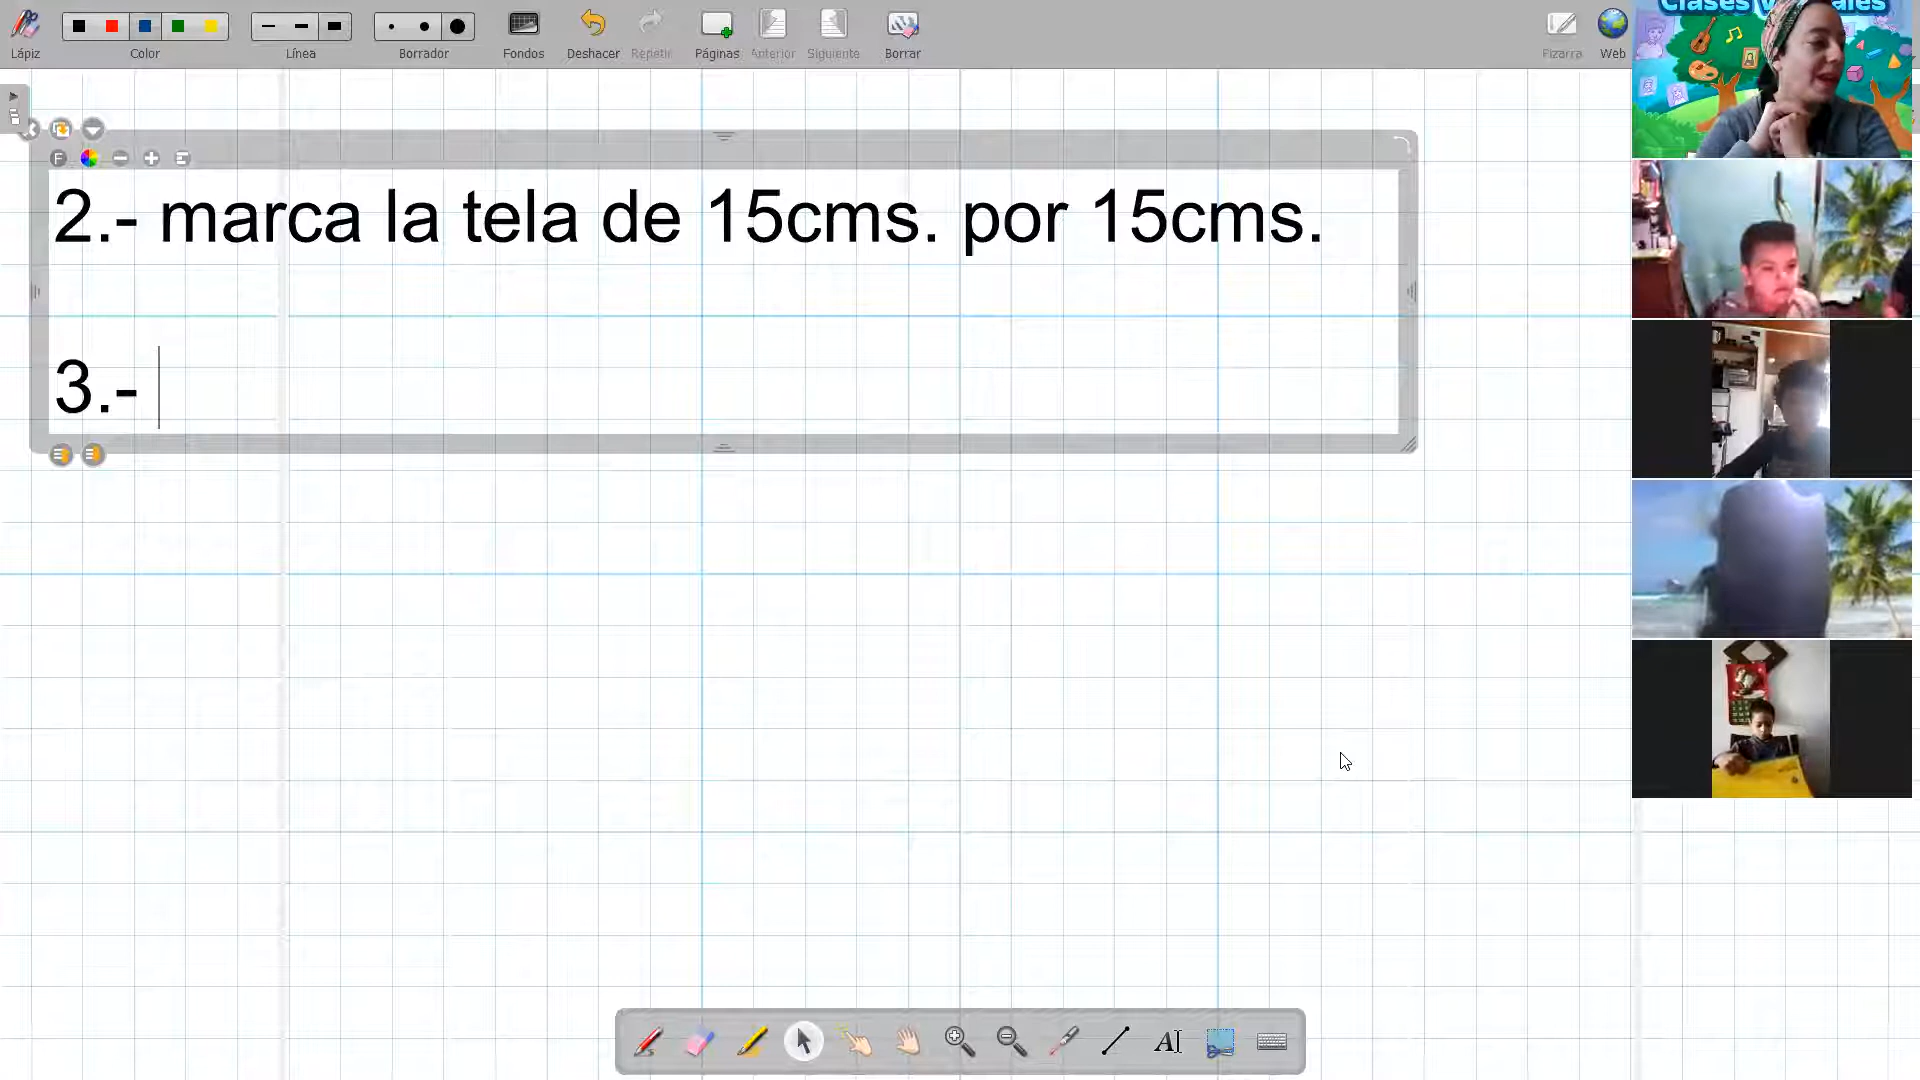 Lápiz
Color
Línea
Borrador
Fondos
Deshacer
Repetir
Páginas
Anterior
Siguiente
Borrar
Pizarra
Web
F
2.- marca la tela de 15cms. por 15cms.
3.-